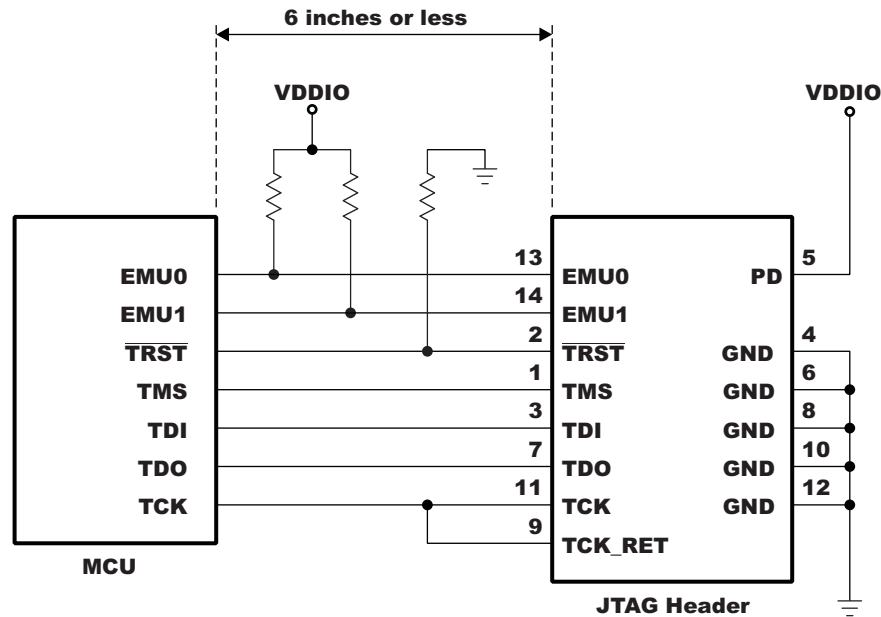 6 inches or less
VDDIO
VDDIO
13
5
EMU0
EMU0
PD
14
EMU1
EMU1
2
4
TRST
TRST
GND
1
6
TMS
TMS
GND
3
8
TDI
TDI
GND
7
10
TDO
TDO
GND
11
12
TCK
TCK
GND
9
TCK_RET
MCU
JTAG Header